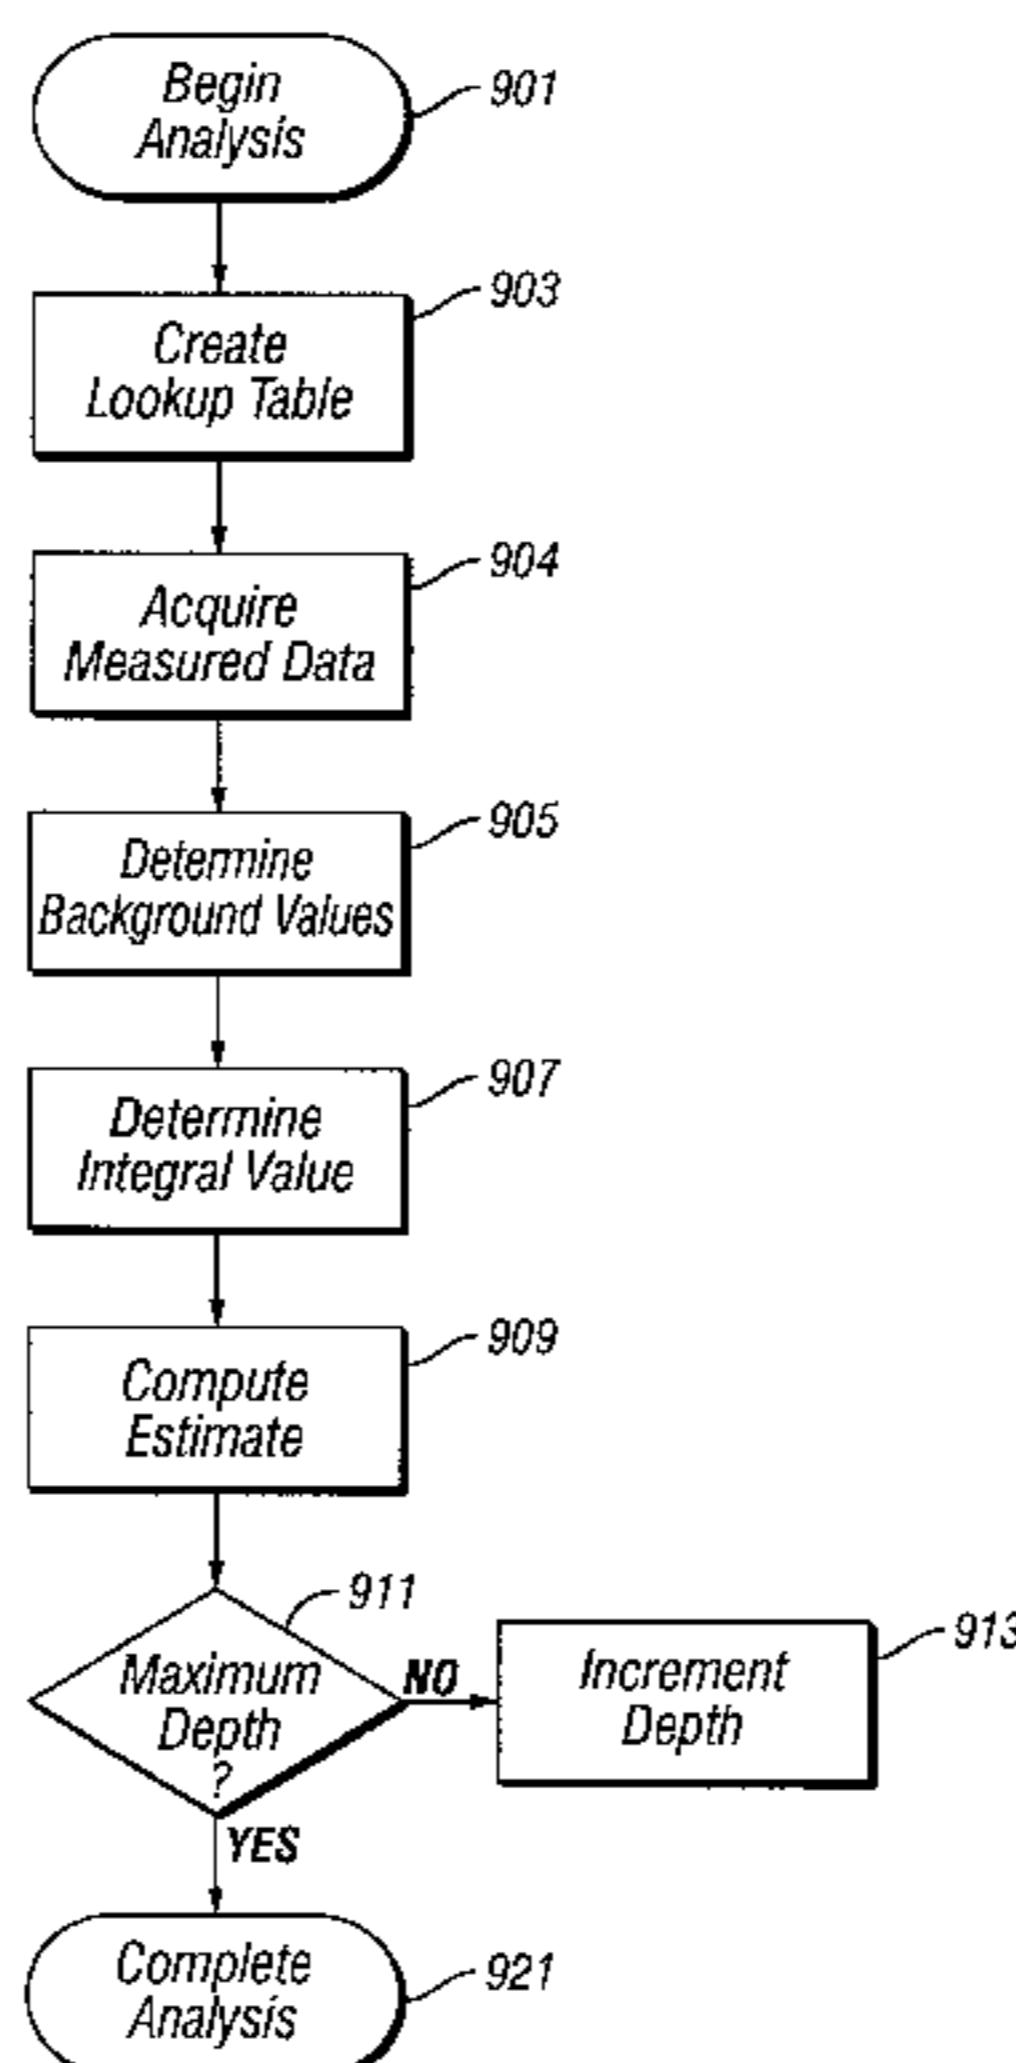 Begin
Analysis
901
Create
Lookup Table
903
Acquire
Measured Data
904
Determine
Background Values
905
Determine
Integral Value
907
Compute
Estimate
909
Maximum
Depth
?
911
NO
Increment
Depth
913
YES
Complete
Analysis
921